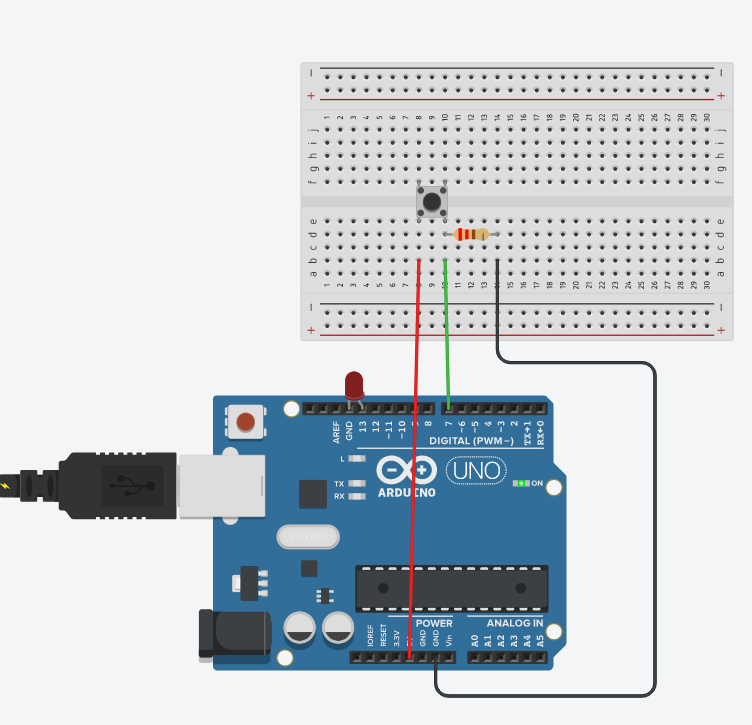 1 2 3 4 5 6 7 8 9 10 11 12 13 14 15 16 17 18 19 20 21 22 23 24 25 26 27 28 29 30
j j
i i
h h
g g
f f
e e
d d
c c
b b
a a
1 2 3 4 5 6 7 8 9 10 11 12 13 14 15 16 17 18 19 20 21 22 23 24 25 26 27 28 29 30
AREF GND 13 12 ~11 ~10 9 8 7 ~6 ~5 4 ~3 2 TX→1 RX←0
DIGITAL (PWM~)
L
TX
RX
ARDUINO
UNO
ON
POWER
ANALOG IN
IOREF RESET 3.3V GND GND Vin A0 A1 A2 A3 A4 A5